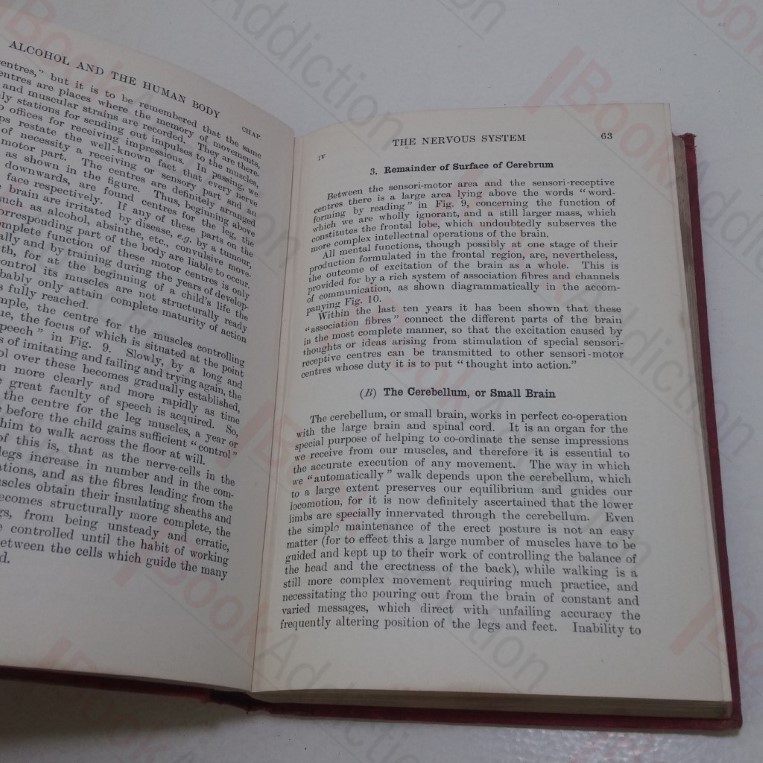 ALCOHOL AND THE HUMAN BODY
CHAP.
centres," but it is to be remembered that the same
centres are places where the memory of movements,
and muscular strains are recorded. They are there-
stations for sending out impulses to the muscles,
offices for receiving impressions. In passing, we
restate the well-known fact that every nerve
of necessity a receiving or sensory part and an
motor part. The centres are definitely arranged
as shown in the figure. Thus, beginning above
downwards, are found centres for the leg, the
face respectively. If any of these parts on the
brain are irritated by disease, e.g. by a tumour,
such as alcohol, absinthe, etc., convulsive move-
corresponding part of the body are liable to occur.
complete function of these motor centres is only
and by training during the years of develop-
for at the beginning of a child's life the
control its muscles are not structurally ready
only attain complete maturity of action
fully reached.
the centre for the muscles controlling
the focus of which is situated at the point
speech" in Fig. 9. Slowly, by a long and
of imitating and failing and trying again, the
over these becomes gradually established,
more clearly and more rapidly as time
great faculty of speech is acquired. So,
the centre for the leg muscles, a year or
before the child gains sufficient "control"
him to walk across the floor at will.
of this is, that as the nerve-cells in the
legs increase in number and in the com-
and as the fibres leading from the
muscles obtain their insulating sheaths and
becomes structurally more complete, the
from being unsteady and erratic,
controlled until the habit of working
between the cells which guide the many
IV
THE NERVOUS SYSTEM
63
3. Remainder of Surface of Cerebrum
Between the sensori-motor area and the sensori-receptive
centres there is a large area lying above the words "word-
forming by reading" in Fig. 9, concerning the function of
which we are wholly ignorant, and a still larger mass, which
constitutes the frontal lobe, which undoubtedly subserves the
more complex intellectual operations of the brain.
All mental functions, though possibly at one stage of their
production formulated in the frontal region, are, nevertheless,
the outcome of excitation of the brain as a whole. This is
provided for by a rich system of association fibres and channels
of communication, as shown diagrammatically in the accom-
panying Fig. 10.
Within the last ten years it has been shown that these
"association fibres" connect the different parts of the brain
in the most complete manner, so that the excitation caused by
thoughts or ideas arising from stimulation of special sensori-
receptive centres can be transmitted to other sensori-motor
centres whose duty it is to put "thought into action."
(B) The Cerebellum, or Small Brain
The cerebellum, or small brain, works in perfect co-operation
with the large brain and spinal cord. It is an organ for the
special purpose of helping to co-ordinate the sense impressions
we receive from our muscles, and therefore it is essential to
the accurate execution of any movement. The way in which
we "automatically" walk depends upon the cerebellum, which
to a large extent preserves our equilibrium and guides our
locomotion, for it is now definitely ascertained that the lower
limbs are specially innervated through the cerebellum. Even
the simple maintenance of the erect posture is not an easy
matter (for to effect this a large number of muscles have to be
guided and kept up to their work of controlling the balance of
the head and the erectness of the back), while walking is a
still more complex movement requiring much practice, and
necessitating the pouring out from the brain of constant and
varied messages, which direct with unfailing accuracy the
frequently altering position of the legs and feet. Inability to
BookAddiction